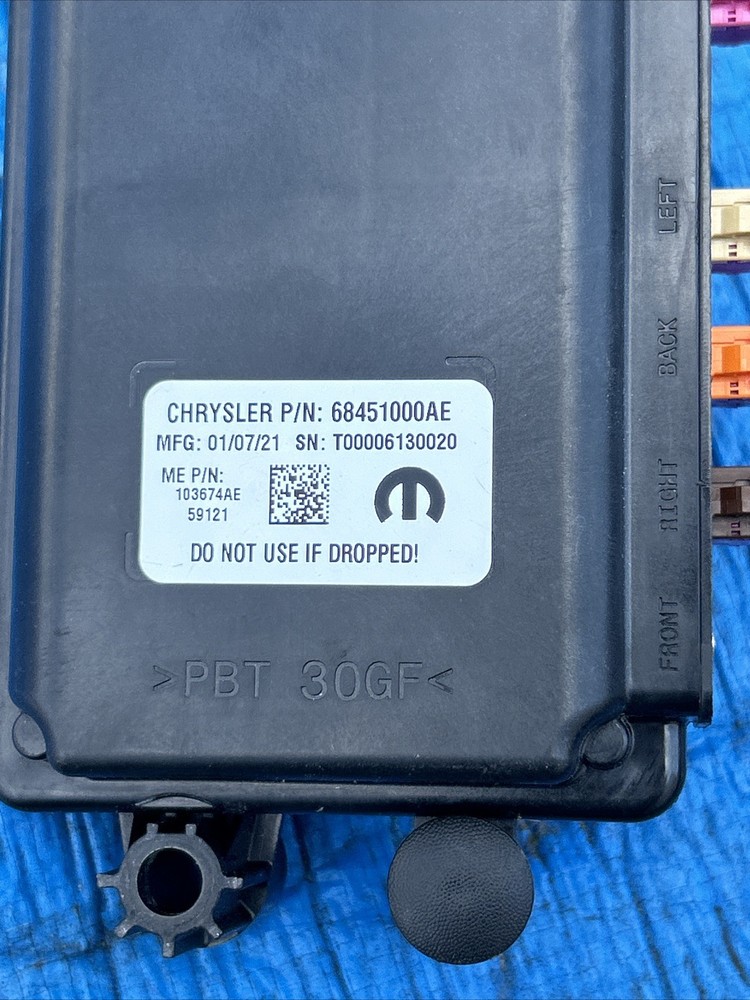 CHRYSLER P/N: 68451000AE
MFG: 01/07/21 SN: T00006130020
ME P/N:
103674AE
59121
DO NOT USE IF DROPPED!
>PBT 30GF<
LEFT
BACK
RIGHT
FRONT